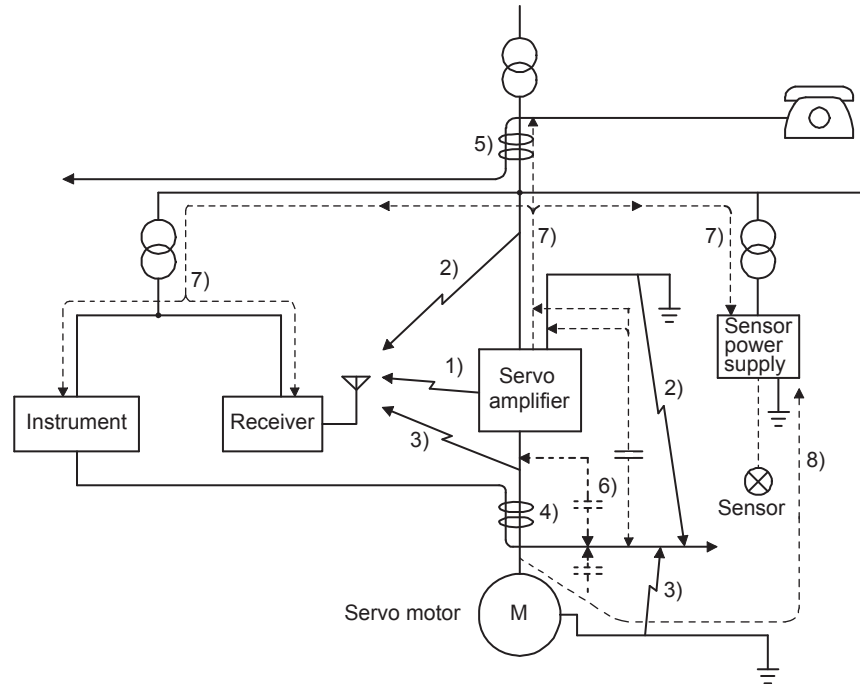 5)
7)
7)
2)
7)
Sensor
power
supply
1)
Servo
amplifier
2)
Instrument
Receiver
3)
8)
6)
Sensor
4)
3)
Servo motor
M